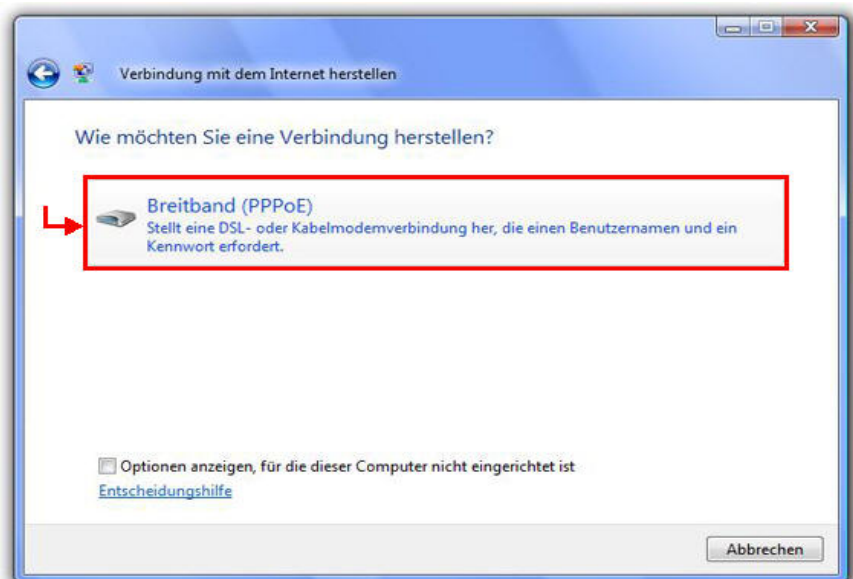 Verbindung mit dem Internet herstellen
Wie möchten Sie eine Verbindung herstellen?
Breitband (PPPoE)
Stellt eine DSL- oder Kabelmodemverbindung her, die einen Benutzernamen und ein
Kennwort erfordert.
Optionen anzeigen, für die dieser Computer nicht eingerichtet ist
Entscheidungshilfe
Abbrechen